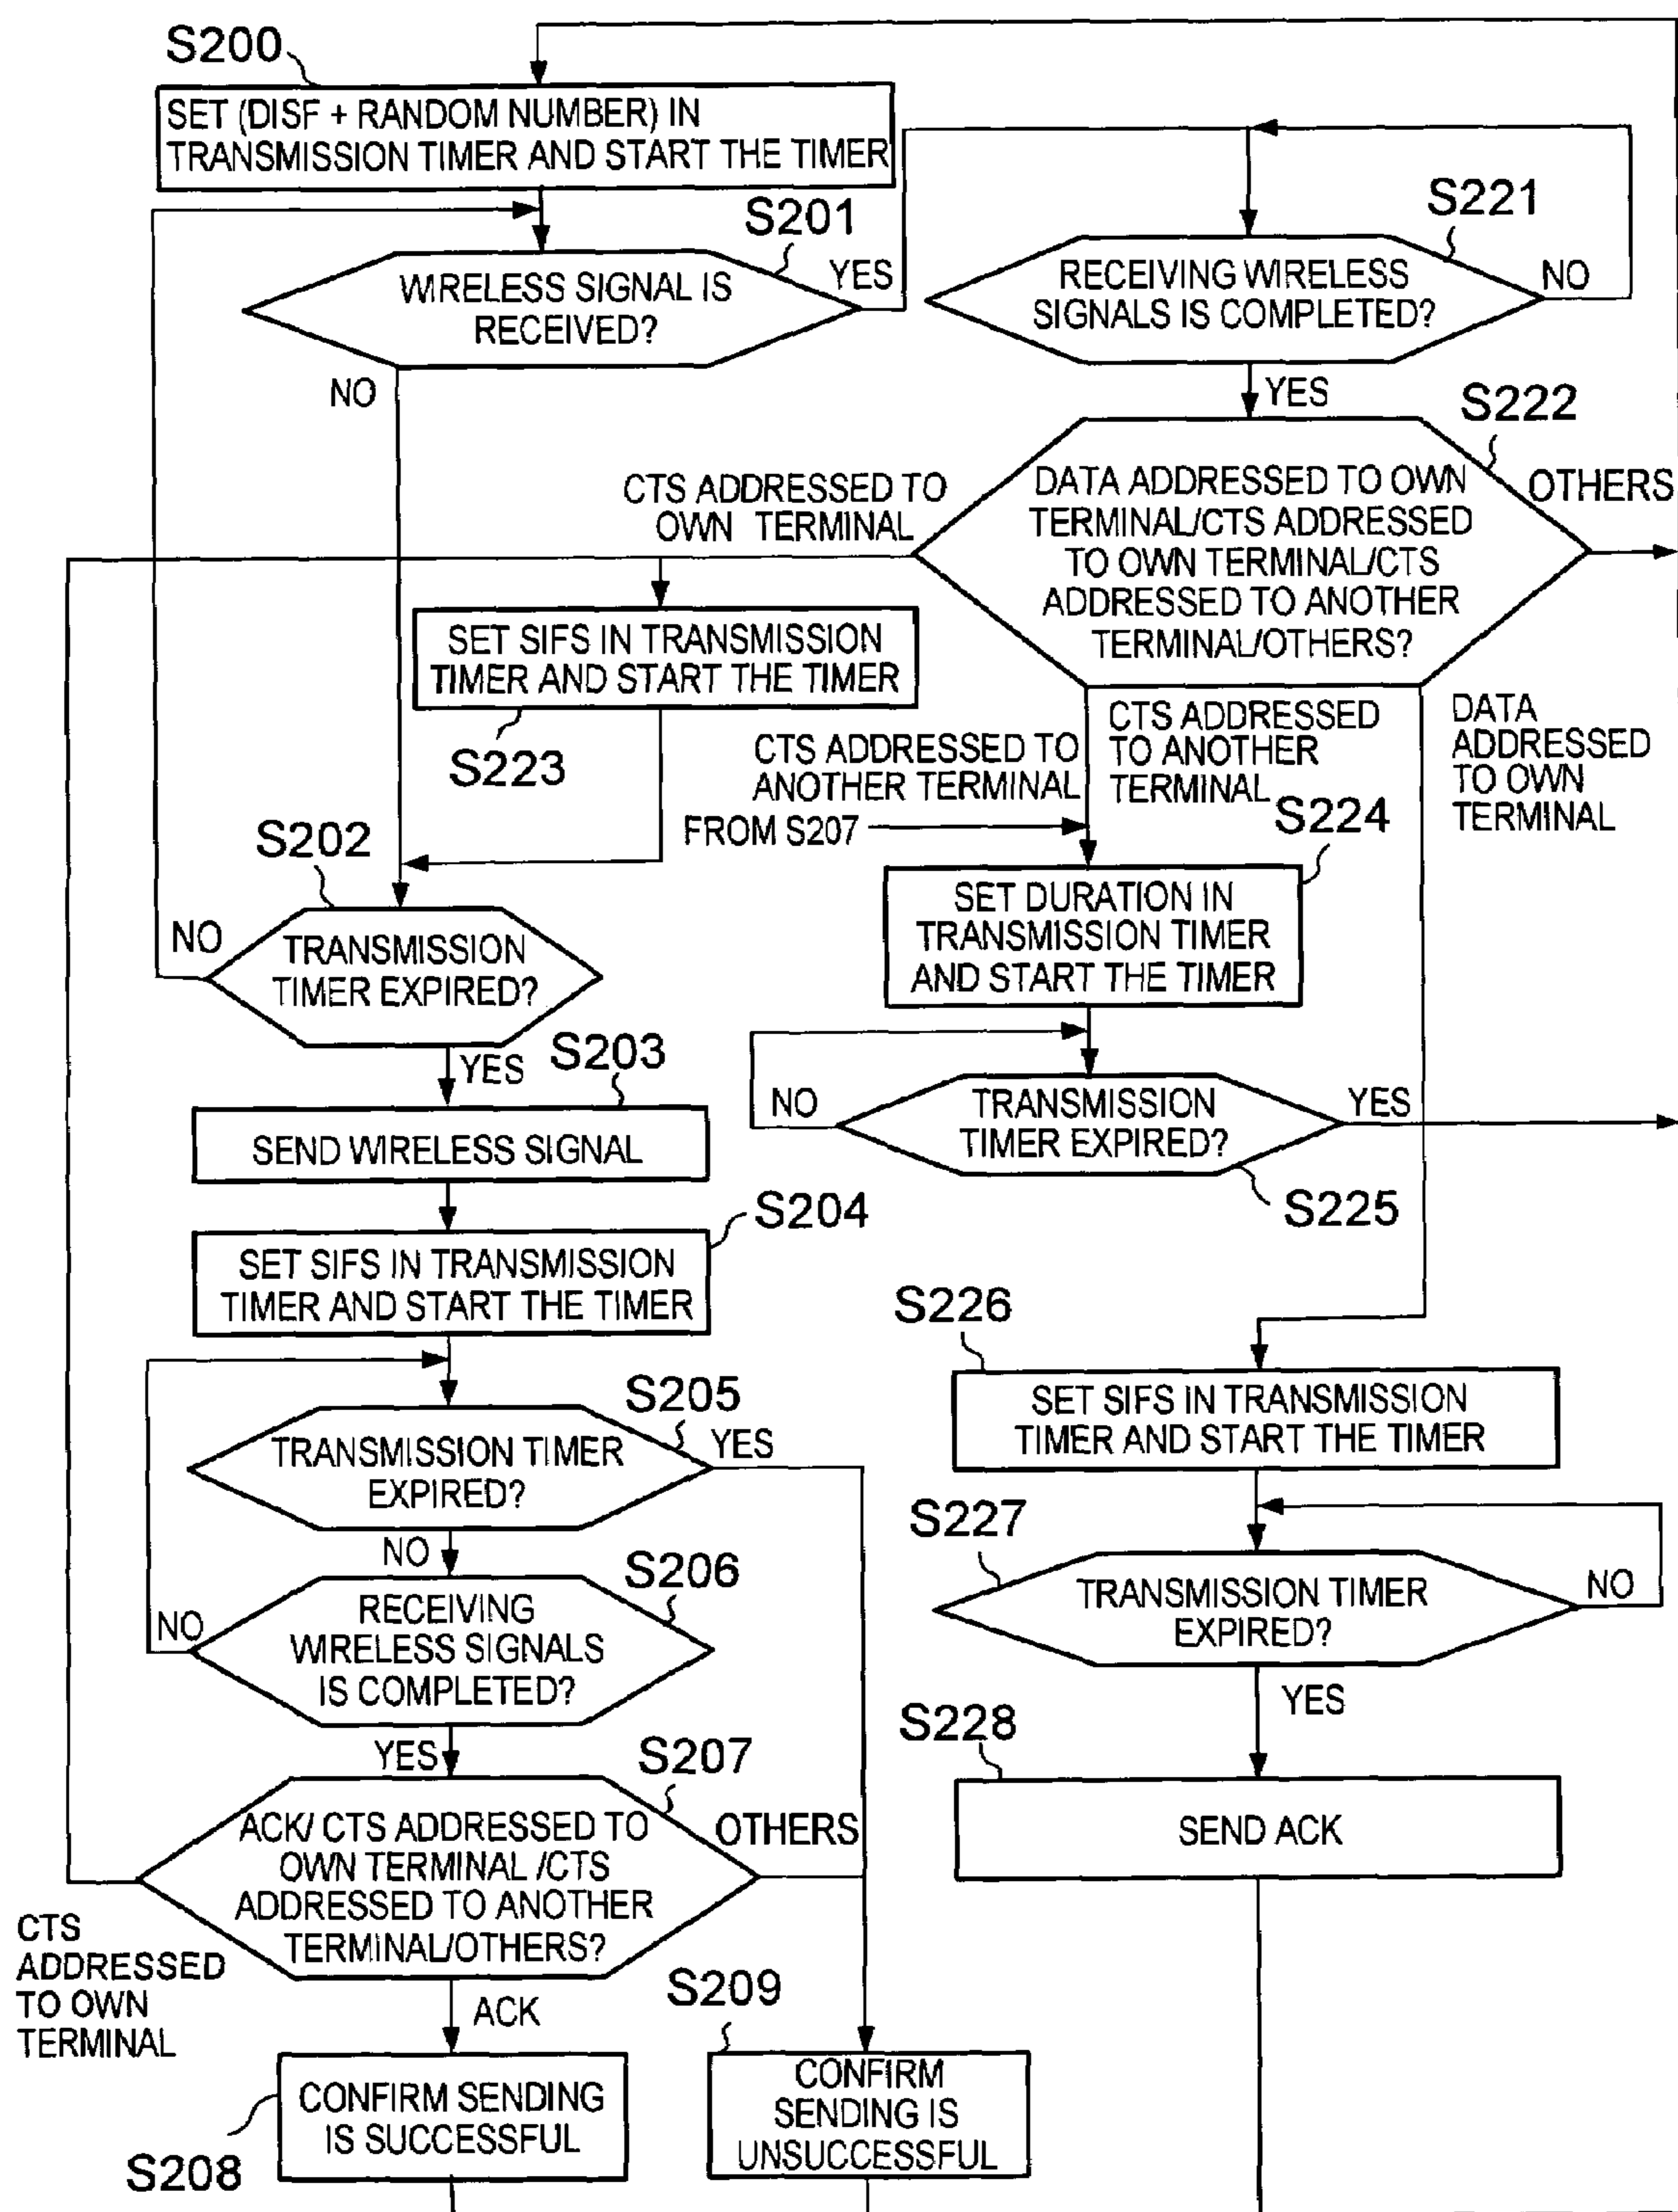 S200
SET (DISF + RANDOM NUMBER) IN
TRANSMISSION TIMER AND START THE TIMER
S201
WIRELESS SIGNAL IS
RECEIVED?
YES
NO
S221
RECEIVING WIRELESS
SIGNALS IS COMPLETED?
NO
YES
S222
DATA ADDRESSED TO OWN
TERMINAL/CTS ADDRESSED
TO OWN TERMINAL/CTS
ADDRESSED TO ANOTHER
TERMINAL/OTHERS?
OTHERS
CTS ADDRESSED TO
OWN TERMINAL
SET SIFS IN TRANSMISSION
TIMER AND START THE TIMER
S223
CTS ADDRESSED TO
ANOTHER TERMINAL
FROM S207
CTS ADDRESSED
TO ANOTHER
TERMINAL
DATA
ADDRESSED
TO OWN
TERMINAL
S224
SET DURATION IN
TRANSMISSION TIMER
AND START THE TIMER
S202
TRANSMISSION
TIMER EXPIRED?
NO
YES
S203
SEND WIRELESS SIGNAL
TRANSMISSION
TIMER EXPIRED?
NO
YES
S225
S204
SET SIFS IN TRANSMISSION
TIMER AND START THE TIMER
S226
SET SIFS IN TRANSMISSION
TIMER AND START THE TIMER
S205
TRANSMISSION TIMER
EXPIRED?
YES
NO
S227
TRANSMISSION TIMER
EXPIRED?
NO
YES
S206
RECEIVING
WIRELESS SIGNALS
IS COMPLETED?
NO
YES
S228
SEND ACK
S207
ACK/ CTS ADDRESSED TO
OWN TERMINAL /CTS
ADDRESSED TO ANOTHER
TERMINAL/OTHERS?
OTHERS
CTS
ADDRESSED
TO OWN
TERMINAL
ACK
S209
CONFIRM
SENDING IS
UNSUCCESSFUL
CONFIRM SENDING
IS SUCCESSFUL
S208